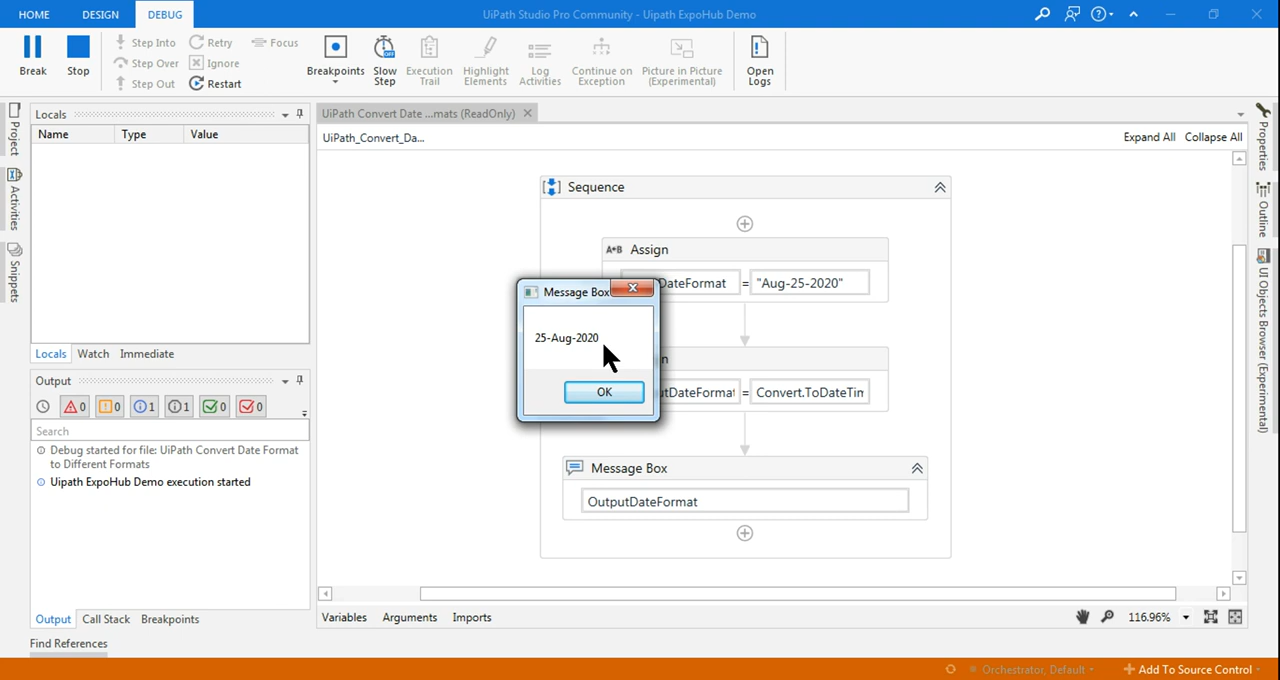 HOME DESIGN DEBUG UiPath Studio Pro Community - Uipath ExpoHub Demo
Break Stop Step Into Step Over Step Out Retry Ignore Restart Focus Breakpoints Slow Step Execution Trail Highlight Elements Log Activities Continue on Exception Picture in Picture (Experimental) Open Logs
Project
Activities
Snippets
Locals
Name Type Value
Locals Watch Immediate
Output
0 0 1 1 0 0
Search
Debug started for file: UiPath Convert Date Format
to Different Formats
Uipath ExpoHub Demo execution started
Output Call Stack Breakpoints
Find References
UiPath Convert Date ...mats (ReadOnly)
UiPath_Convert_Da... Expand All Collapse All
Sequence
A*B Assign
DateFormat = "Aug-25-2020"
Message Box
25-Aug-2020
OK
n
utDateFormat = Convert.ToDateTim
Message Box
OutputDateFormat
Variables Arguments Imports 116.96%
Properties
Outline
UI Objects Browser (Experimental)
Orchestrator, Default Add To Source Control